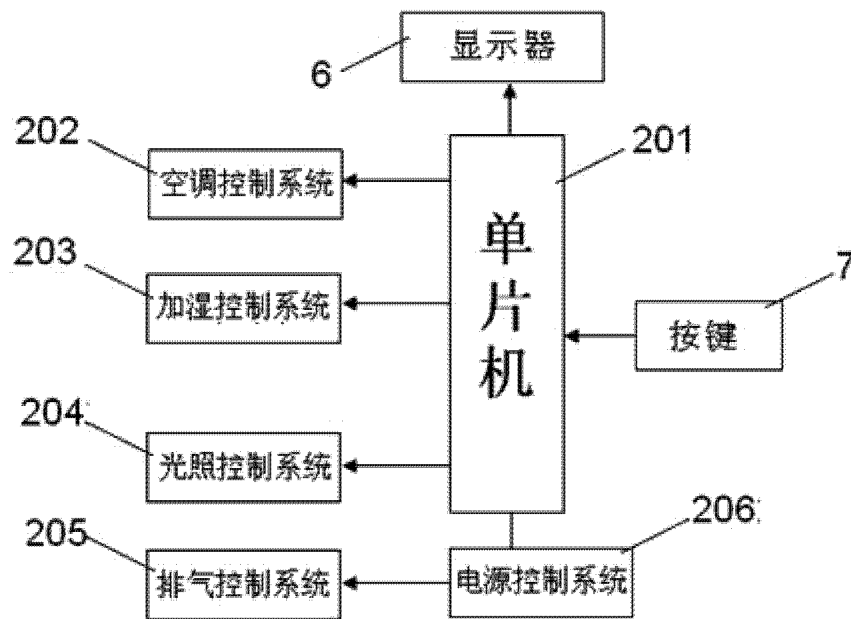 6
显示器
202
201
空调控制系统
单片机
203
7
加湿控制系统
按键
204
光照控制系统
206
205
排气控制系统
电源控制系统